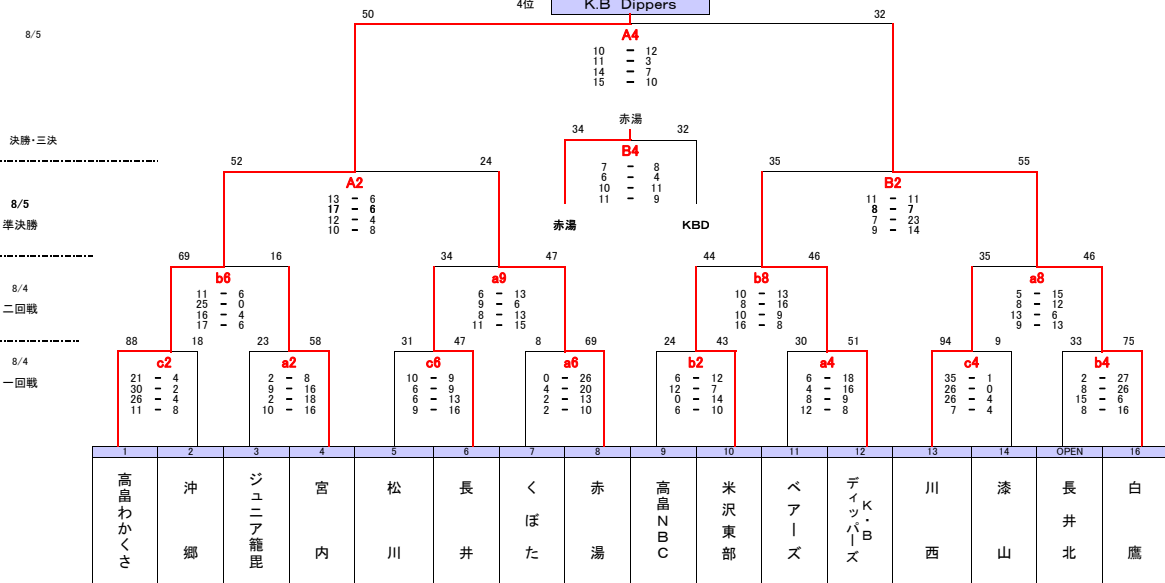 4位 K.B Dippers
50 32
8/5
A4
10 - 12
11 - 3
14 - 7
15 - 10
赤湯
34 32
決勝・三決
B4
7 - 8
6 - 4
10 - 11
11 - 9
赤湯 KBD
52 24 35 55
8/5
準決勝
A2
13 - 6
17 - 6
12 - 4
10 - 8
B2
11 - 11
8 - 7
7 - 23
9 - 14
69 16 34 47 44 46 35 46
8/4
二回戦
b6
11 - 6
25 - 0
16 - 4
17 - 6
a9
6 - 13
9 - 6
8 - 13
11 - 15
b8
10 - 13
8 - 16
10 - 9
16 - 8
a8
5 - 15
8 - 12
13 - 6
9 - 13
88 18 23 58 31 47 8 69 24 43 30 51 94 9 33 75
8/4
一回戦
c2
21 - 4
30 - 2
26 - 4
11 - 8
a2
2 - 8
9 - 16
2 - 18
10 - 16
c6
10 - 9
6 - 9
6 - 13
9 - 16
a6
0 - 26
4 - 20
2 - 13
2 - 10
b2
6 - 12
12 - 7
0 - 14
6 - 10
a4
6 - 18
4 - 16
8 - 9
12 - 8
c4
35 - 1
26 - 0
26 - 4
7 - 4
b4
2 - 27
8 - 26
15 - 6
8 - 16
1 2 3 4 5 6 7 8 9 10 11 12 13 14 OPEN 16
高畠わかくさ
沖郷
ジュニア籠毘
宮内
松川
長井
くぼた
赤湯
高畠NBC
米沢東部
ベアーズ
K・B
ディッパーズ
川西
漆山
長井北
白鷹